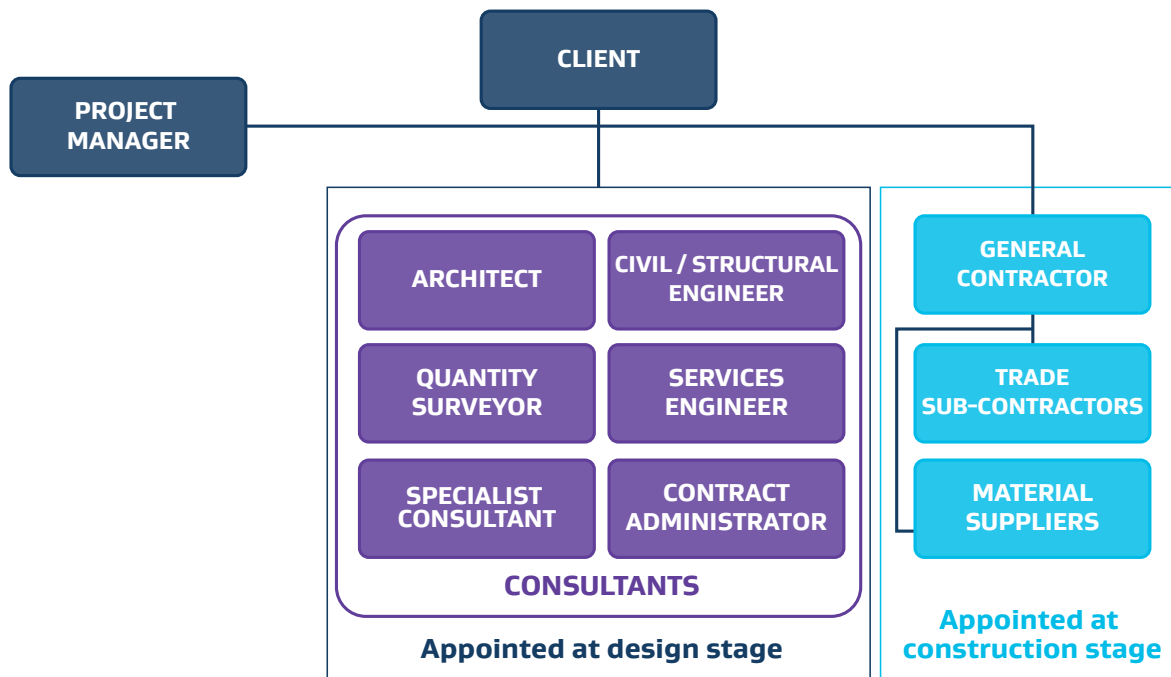 CLIENT
PROJECT
MANAGER
ARCHITECT
CIVIL / STRUCTURAL
ENGINEER
QUANTITY
SURVEYOR
SERVICES
ENGINEER
SPECIALIST
CONSULTANT
CONTRACT
ADMINISTRATOR
CONSULTANTS
Appointed at design stage
GENERAL
CONTRACTOR
TRADE
SUB-CONTRACTORS
MATERIAL
SUPPLIERS
Appointed at
construction stage